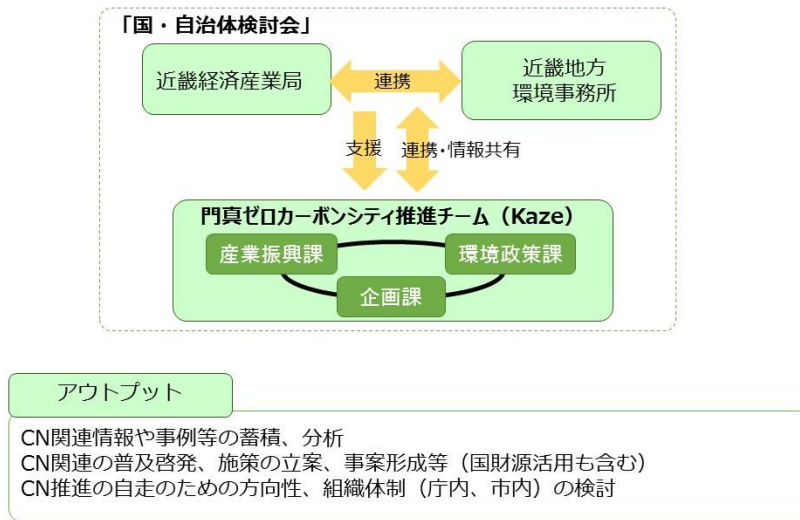 「国・自治体検討会」
近畿経済産業局
連携
近畿地方
環境事務所
支援
連携・情報共有
門真ゼロカーボンシティ推進チーム（Kaze）
産業振興課
環境政策課
企画課
アウトプット
CN関連情報や事例等の蓄積、分析
CN関連の普及啓発、施策の立案、事案形成等（国財源活用も含む）
CN推進の自走のための方向性、組織体制（庁内、市内）の検討